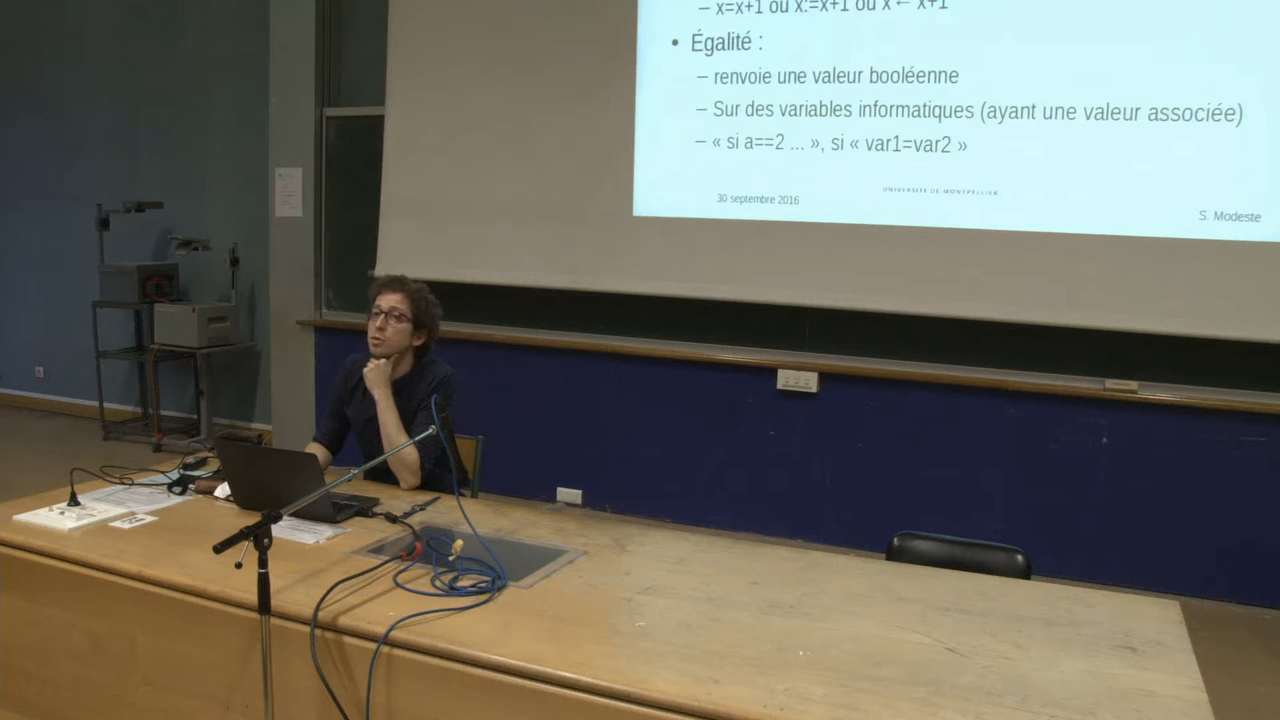 – x=x+1 ou x:=x+1 ou x ← x+1
• Égalité :
– renvoie une valeur booléenne
– Sur des variables informatiques (ayant une valeur associée)
– « si a==2 ... », si « var1=var2 »
30 septembre 2016
UNIVERSITÉ DE MONTPELLIER
S. Modeste